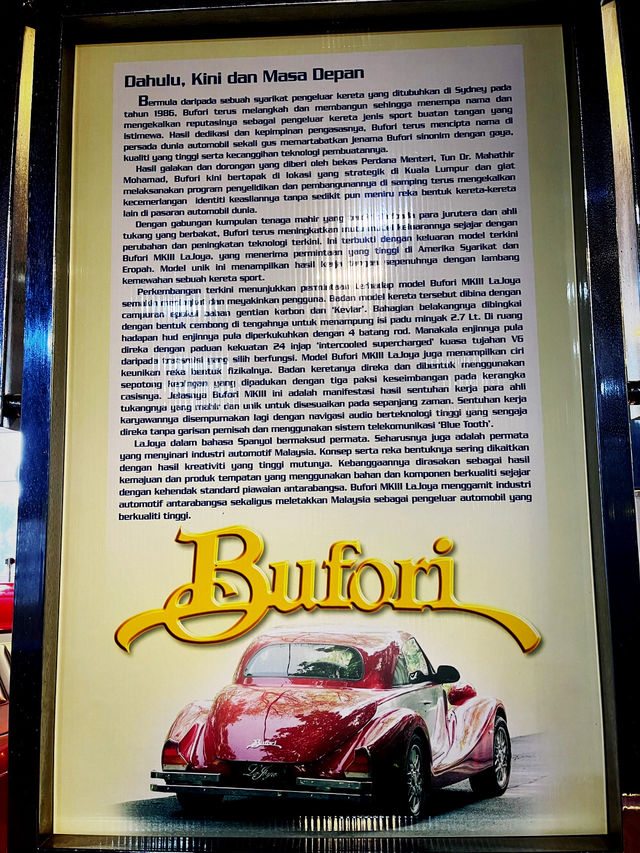 Dahulu, Kini dan Masa Depan
Bermula daripada sebuah syarikat pengeluar kereta yang ditubuhkan di Sydney pada
tahun 1986, Bufori terus melangkah dan membangun sehingga menempa nama dan
mengekalkan reputasinya sebagai pengeluar kereta jenis sport buatan tangan yang
istimewa. Hasil dedikasi dan kepimpinan pengasasnya, Bufori terus mencipta nama di
persada dunia automobil sekali gus memartabatkan jenama Bufori sinonim dengan gaya,
kualiti yang tinggi serta kecanggihan teknologi pembuatannya.
Hasil galakan dan dorongan yang diberi oleh bekas Perdana Menteri, Tun Dr. Mahathir
Mohamad, Bufori kini bertapak di lokasi yang strategik di Kuala Lumpur dan giat
melaksanakan program penyelidikan dan pembangunannya di samping terus mengekalkan
kecemerlangan identiti keasliannya tanpa sedikit pun meniru reka bentuk kereta-kereta
lain di pasaran automobil dunia.
Dengan gabungan kumpulan tenaga mahir yang para jurutera dan ahli
tukang yang berbakat, Bufori terus meningkatkan sejajar dengan
perubahan dan peningkatan teknologi terkini. Ini terbukti dengan keluaran model terkini
Bufori MKIII LaJoya, yang menerima permintaan yang tinggi di Amerika Syarikat dan
Eropah. Model unik ini menampilkan hasil sepenuhnya dengan lambang
kemewahan sebuah kereta sport.
Perkembangan terkini menunjukkan permintaan terhadap model Bufori MKIII LaJoya
meyakinkan pengguna. Badan model kereta tersebut dibina dengan
campuran gentian karbon dan 'Kevlar'. Bahagian belakangnya dibingkai
dengan bentuk cembong di tengahnya untuk menampung isi padu minyak 2.7 Lt. Di ruang
hadapan hud enjinnya pula diperkukuhkan dengan 4 batang rod. Manakala enjinnya pula
direka dengan paduan kekuatan 24 injap 'intercooled supercharged' kuasa tujahan V6
daripada yang silih berfungsi. Model Bufori MKIII LaJoya juga menampilkan ciri
keunikan reka bentuk fizikalnya. Badan keretanya direka dan dibentuk menggunakan
sepotong yang dipadukan dengan tiga paksi keseimbangan pada kerangka
casisnya. Jelasnya Bufori MKIII ini adalah manifestasi hasil sentuhan kerja para ahli
tukangnya yang mahir dan unik untuk disesuaikan pada sepanjang zaman. Sentuhan kerja
karyawannya disempurnakan lagi dengan navigasi audio berteknologi tinggi yang sengaja
direka tanpa garisan pemisah dan menggunakan sistem telekomunikasi 'Blue Tooth'.
LaJoya dalam bahasa Spanyol bermaksud permata. Seharusnya juga adalah permata
yang menyinari industri automotif Malaysia. Konsep serta reka bentuknya sering dikaitkan
dengan hasil kreativiti yang tinggi mutunya. Kebanggaannya dirasakan sebagai hasil
kemajuan dan produk tempatan yang menggunakan bahan dan komponen berkualiti sejajar
dengan kehendak standard piawaian antarabangsa. Bufori MKIII LaJoya menggamit industri
automotif antarabangsa sekaligus meletakkan Malaysia sebagai pengeluar automobil yang
berkualiti tinggi.
Bufori
Bufori
La Joya